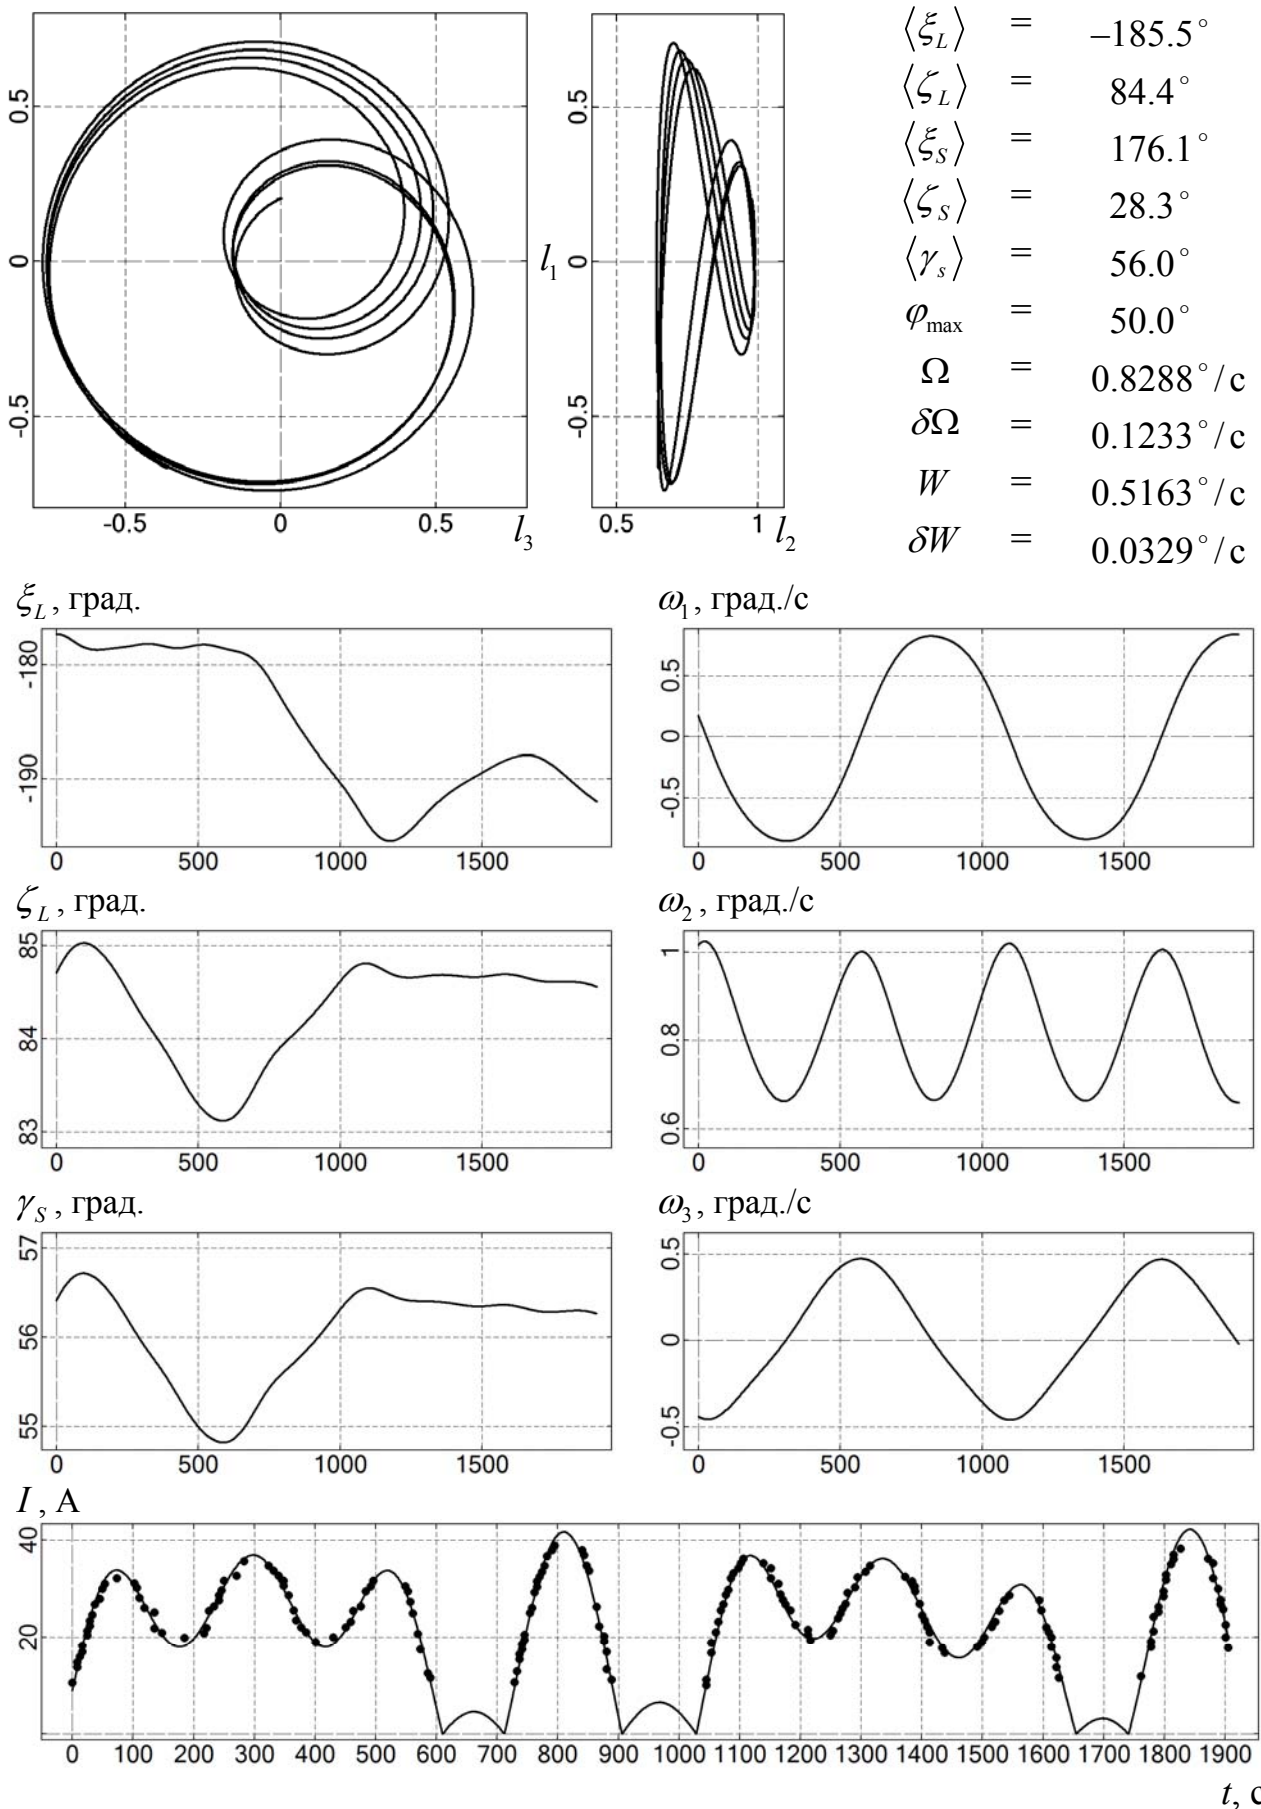 ⟨ξ_L⟩ = –185.5°
⟨ζ_L⟩ = 84.4°
⟨ξ_S⟩ = 176.1°
⟨ζ_S⟩ = 28.3°
⟨γ_s⟩ = 56.0°
φ_max = 50.0°
Ω = 0.8288°/с
δΩ = 0.1233°/с
W = 0.5163°/с
δW = 0.0329°/с
0.5
0
-0.5
-0.5 0 0.5
l_3
l_1
0.5
0
-0.5
0.5 1
l_2
ξ_L, град.
-180
-190
0 500 1000 1500
ω_1, град./с
0.5
0
-0.5
0 500 1000 1500
ζ_L, град.
85
84
83
0 500 1000 1500
ω_2, град./с
1
0.8
0.6
0 500 1000 1500
γ_S, град.
57
56
55
0 500 1000 1500
ω_3, град./с
0.5
0
-0.5
0 500 1000 1500
I, А
40
20
0 100 200 300 400 500 600 700 800 900 1000 1100 1200 1300 1400 1500 1600 1700 1800 1900
t, с